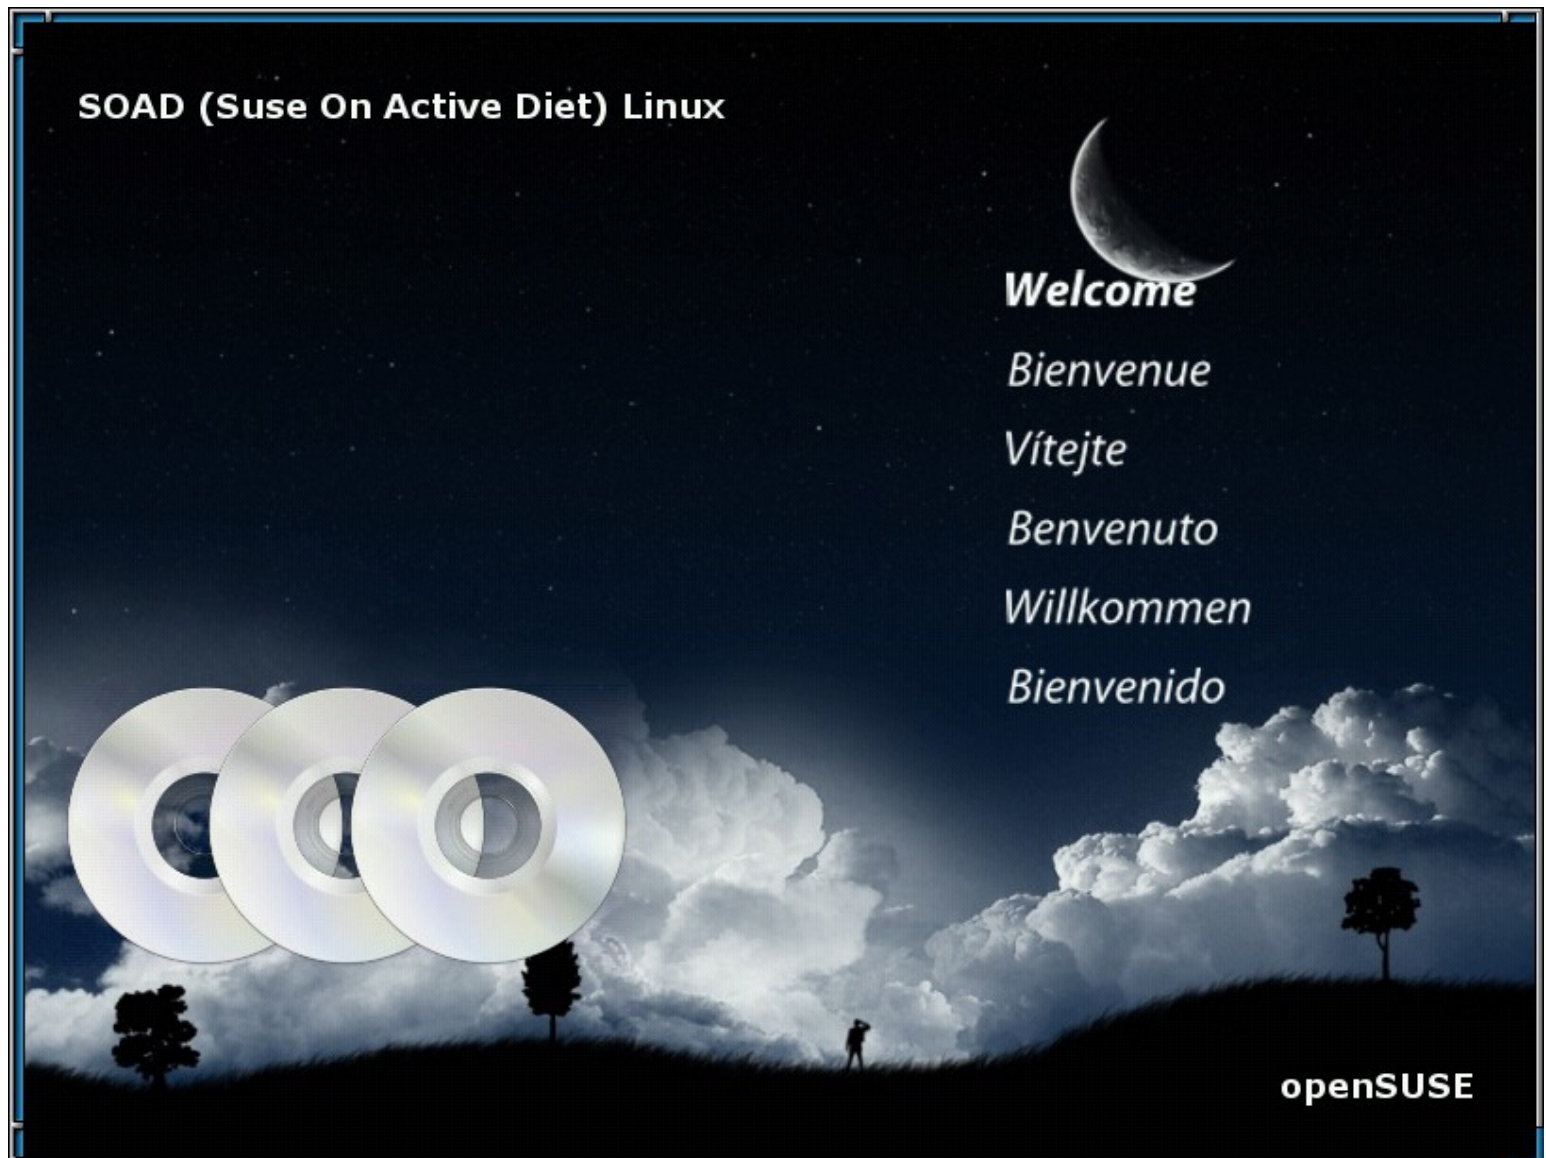 SOAD (Suse On Active Diet) Linux
Welcome
Bienvenue
Vítejte
Benvenuto
Willkommen
Bienvenido
openSUSE